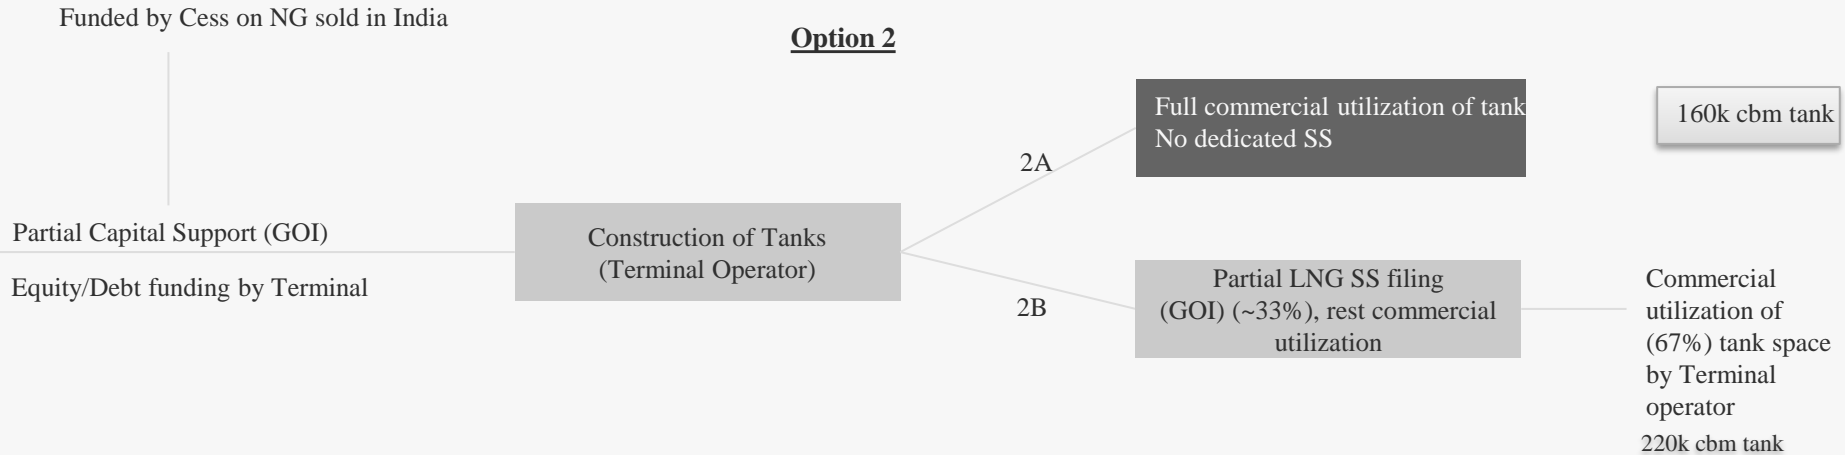 Funded by Cess on NG sold in India
Option 2
Partial Capital Support (GOI)
Equity/Debt funding by Terminal
Construction of Tanks
(Terminal Operator)
2A
Full commercial utilization of tank
No dedicated SS
160k cbm tank
2B
Partial LNG SS filing
(GOI) (~33%), rest commercial
utilization
Commercial
utilization of
(67%) tank space
by Terminal
operator
220k cbm tank